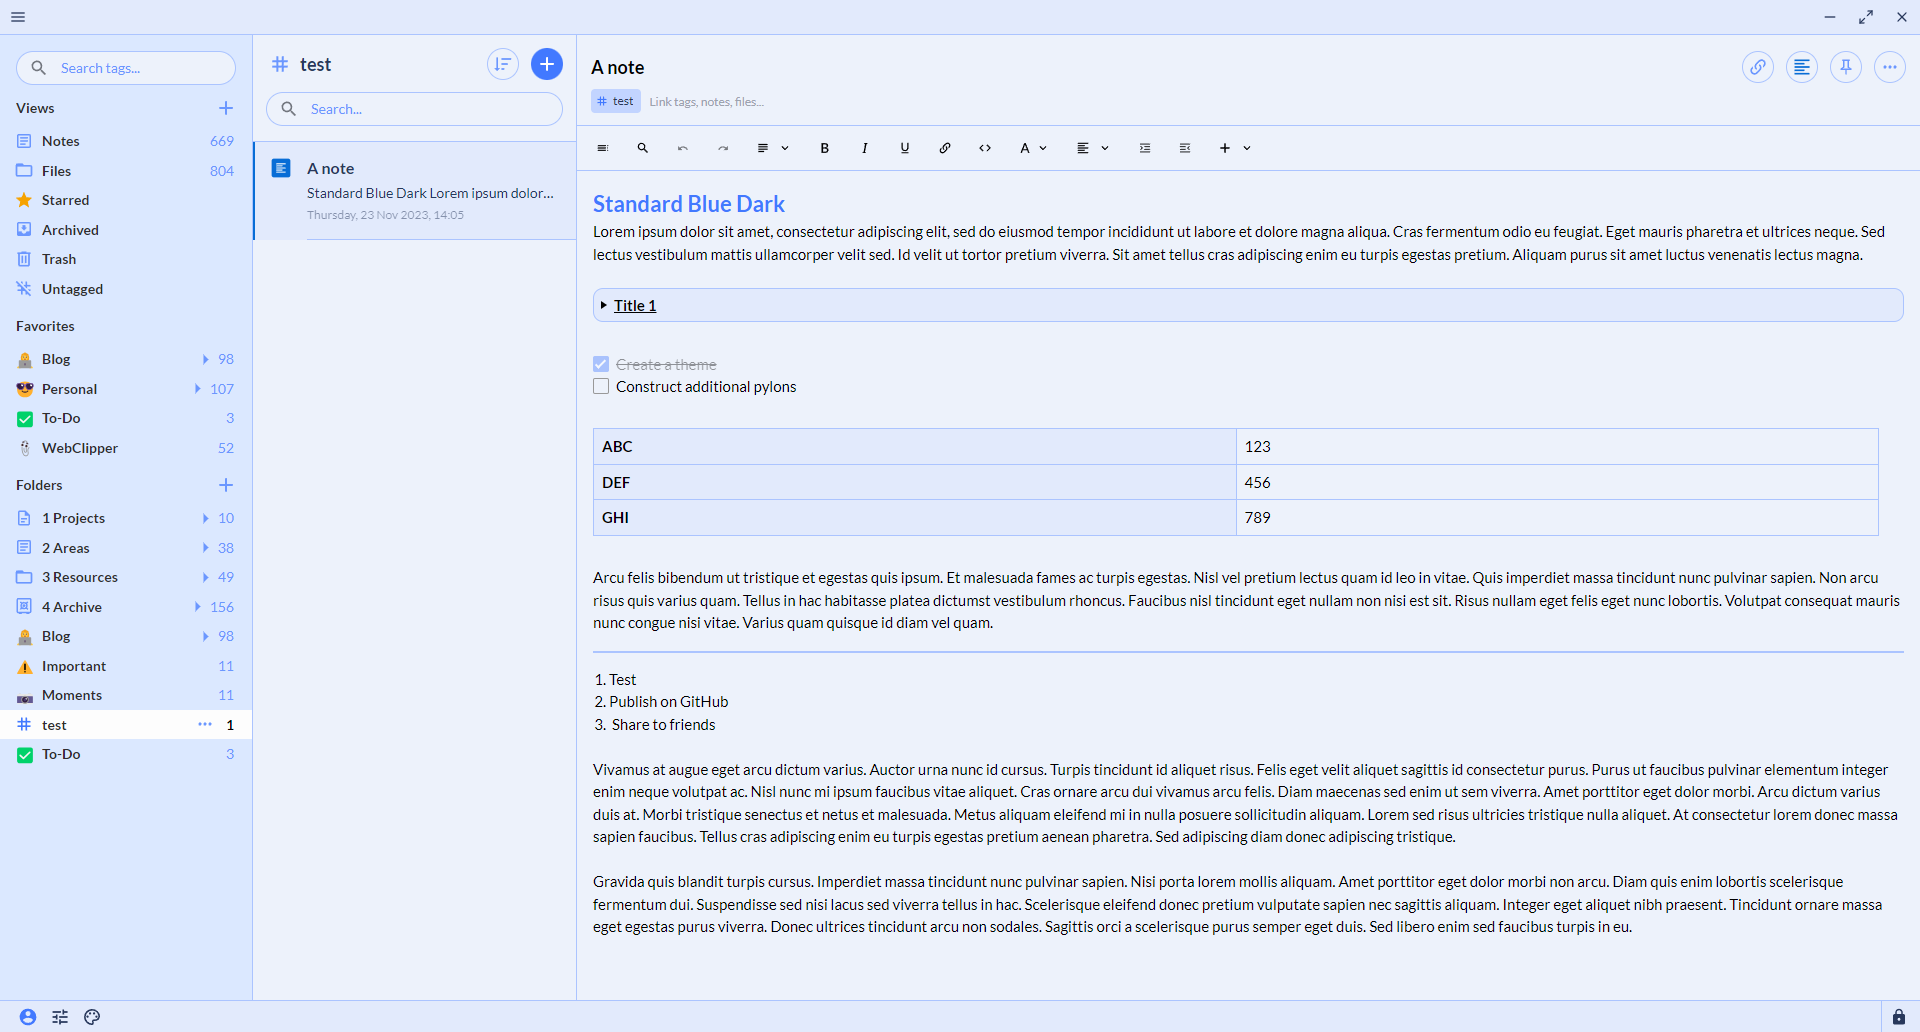 Search tags...
Views
Notes 669
Files 804
Starred
Archived
Trash
Untagged
Favorites
Blog 98
Personal 107
To-Do 3
WebClipper 52
Folders
1 Projects 10
2 Areas 38
3 Resources 49
4 Archive 156
Blog 98
Important 11
Moments 11
test 1
To-Do 3
test
Search...
A note
Standard Blue Dark Lorem ipsum dolor...
Thursday, 23 Nov 2023, 14:05
A note
test Link tags, notes, files...
B I U A
Standard Blue Dark
Lorem ipsum dolor sit amet, consectetur adipiscing elit, sed do eiusmod tempor incididunt ut labore et dolore magna aliqua. Cras fermentum odio eu feugiat. Eget mauris pharetra et ultrices neque. Sed
lectus vestibulum mattis ullamcorper velit sed. Id velit ut tortor pretium viverra. Sit amet tellus cras adipiscing enim eu turpis egestas pretium. Aliquam purus sit amet luctus venenatis lectus magna.
Title 1
Create a theme
Construct additional pylons
ABC 123
DEF 456
GHI 789
Arcu felis bibendum ut tristique et egestas quis ipsum. Et malesuada fames ac turpis egestas. Nisl vel pretium lectus quam id leo in vitae. Quis imperdiet massa tincidunt nunc pulvinar sapien. Non arcu
risus quis varius quam. Tellus in hac habitasse platea dictumst vestibulum rhoncus. Faucibus nisl tincidunt eget nullam non nisi est sit. Risus nullam eget felis eget nunc lobortis. Volutpat consequat mauris
nunc congue nisi vitae. Varius quam quisque id diam vel quam.
1. Test
2. Publish on GitHub
3. Share to friends
Vivamus at augue eget arcu dictum varius. Auctor urna nunc id cursus. Turpis tincidunt id aliquet risus. Felis eget velit aliquet sagittis id consectetur purus. Purus ut faucibus pulvinar elementum integer
enim neque volutpat ac. Nisl nunc mi ipsum faucibus vitae aliquet. Cras ornare arcu dui vivamus arcu felis. Diam maecenas sed enim ut sem viverra. Amet porttitor eget dolor morbi. Arcu dictum varius
duis at. Morbi tristique senectus et netus et malesuada. Metus aliquam eleifend mi in nulla posuere sollicitudin aliquam. Lorem sed risus ultricies tristique nulla aliquet. At consectetur lorem donec massa
sapien faucibus. Tellus cras adipiscing enim eu turpis egestas pretium aenean pharetra. Sed adipiscing diam donec adipiscing tristique.
Gravida quis blandit turpis cursus. Imperdiet massa tincidunt nunc pulvinar sapien. Nisi porta lorem mollis aliquam. Amet porttitor eget dolor morbi non arcu. Diam quis enim lobortis scelerisque
fermentum dui. Suspendisse sed nisi lacus sed viverra tellus in hac. Scelerisque eleifend donec pretium vulputate sapien nec sagittis aliquam. Integer eget aliquet nibh praesent. Tincidunt ornare massa
eget egestas purus viverra. Donec ultrices tincidunt arcu non sodales. Sagittis orci a scelerisque purus semper eget duis. Sed libero enim sed faucibus turpis in eu.